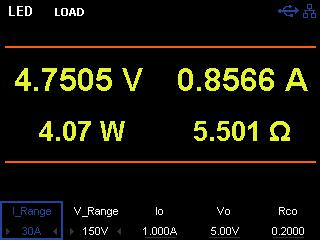 LED LOAD
4.7505 V 0.8566 A
4.07 W 5.501 Ω
I_Range V_Range Io Vo Rco
30A 150V 1.000A 5.00V 0.2000